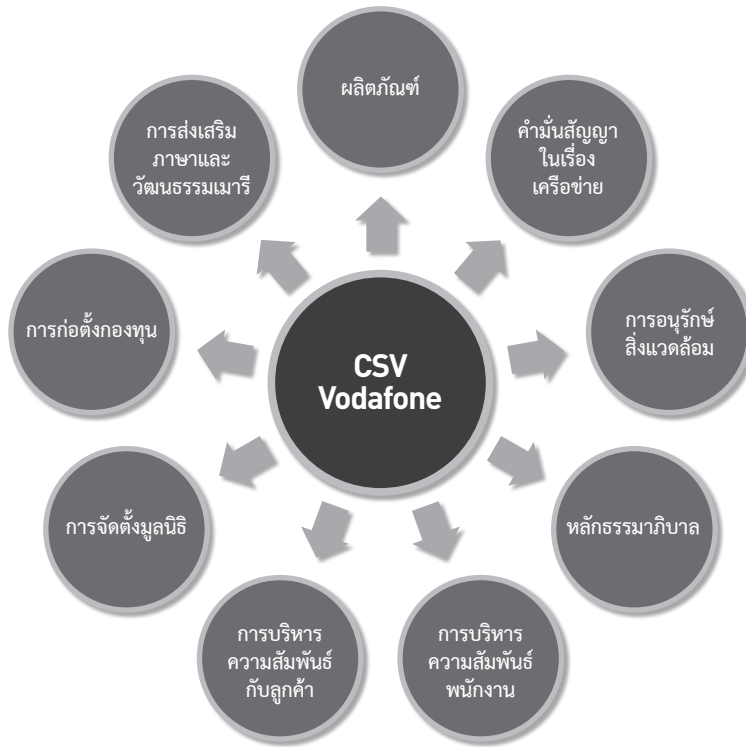 ผลิตภัณฑ์
คำมั่นสัญญา
ในเรื่อง
เครือข่าย
การอนุรักษ์
สิ่งแวดล้อม
หลักธรรมาภิบาล
การบริหาร
ความสัมพันธ์
พนักงาน
การบริหาร
ความสัมพันธ์
กับลูกค้า
การจัดตั้งมูลนิธิ
การก่อตั้งกองทุน
การส่งเสริม
ภาษาและ
วัฒนธรรมเมารี
CSV
Vodafone